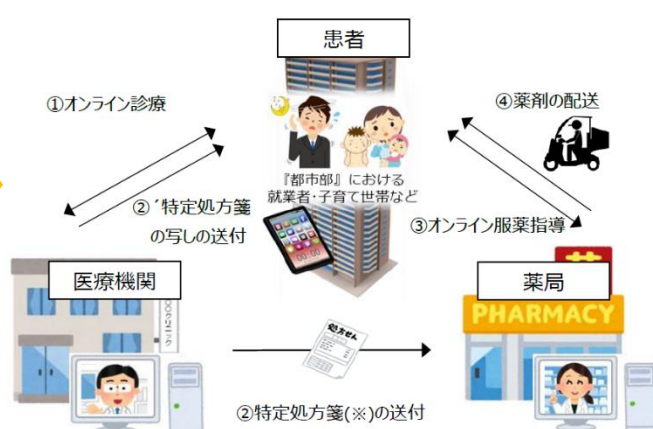 患者
①オンライン診療
④薬剤の配送
『都市部』における
就業者・子育て世帯など
②´特定処方箋
の写しの送付
③オンライン服薬指導
医療機関
薬局
PHARMACY
処方せん
②特定処方箋(※)の送付